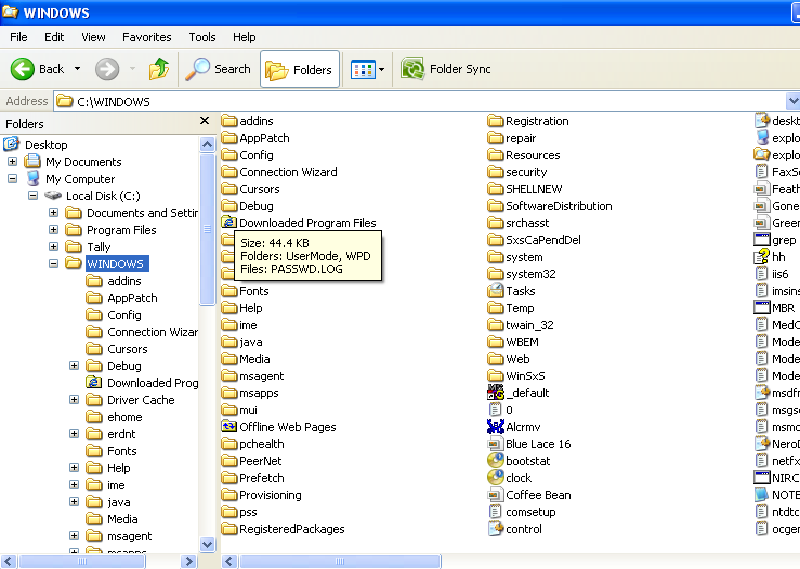 WINDOWS
File Edit View Favorites Tools Help
Back Search Folders Folder Sync
Address C:\WINDOWS
Folders
Desktop
My Documents
My Computer
Local Disk (C:)
Documents and Settin
Program Files
Tally
WINDOWS
addins
AppPatch
Config
Connection Wizar
Cursors
Debug
Downloaded Prog
Driver Cache
ehome
erdnt
Fonts
Help
ime
java
Media
msagent
msapps
addins
AppPatch
Config
Connection Wizard
Cursors
Debug
Downloaded Program Files
Size: 44.4 KB
Folders: UserMode, WPD
Files: PASSWD.LOG
Fonts
Help
ime
java
Media
msagent
msapps
mui
Offline Web Pages
pchealth
PeerNet
Prefetch
Provisioning
pss
RegisteredPackages
Registration
repair
Resources
security
SHELLNEW
SoftwareDistribution
srchasst
SxsCaPendDel
system
system32
Tasks
Temp
twain_32
WBEM
Web
WinSxS
_default
0
Alcrmv
Blue Lace 16
bootstat
clock
Coffee Bean
comsetup
control
deskt
explo
explo
FaxSe
Feath
Gone
Green
grep
hh
iis6
imsins
MBR
MedC
Mode
Mode
Mode
msdfm
msgso
msmo
NeroD
netfx
NIRC
NOTE
ntdtc
ocger